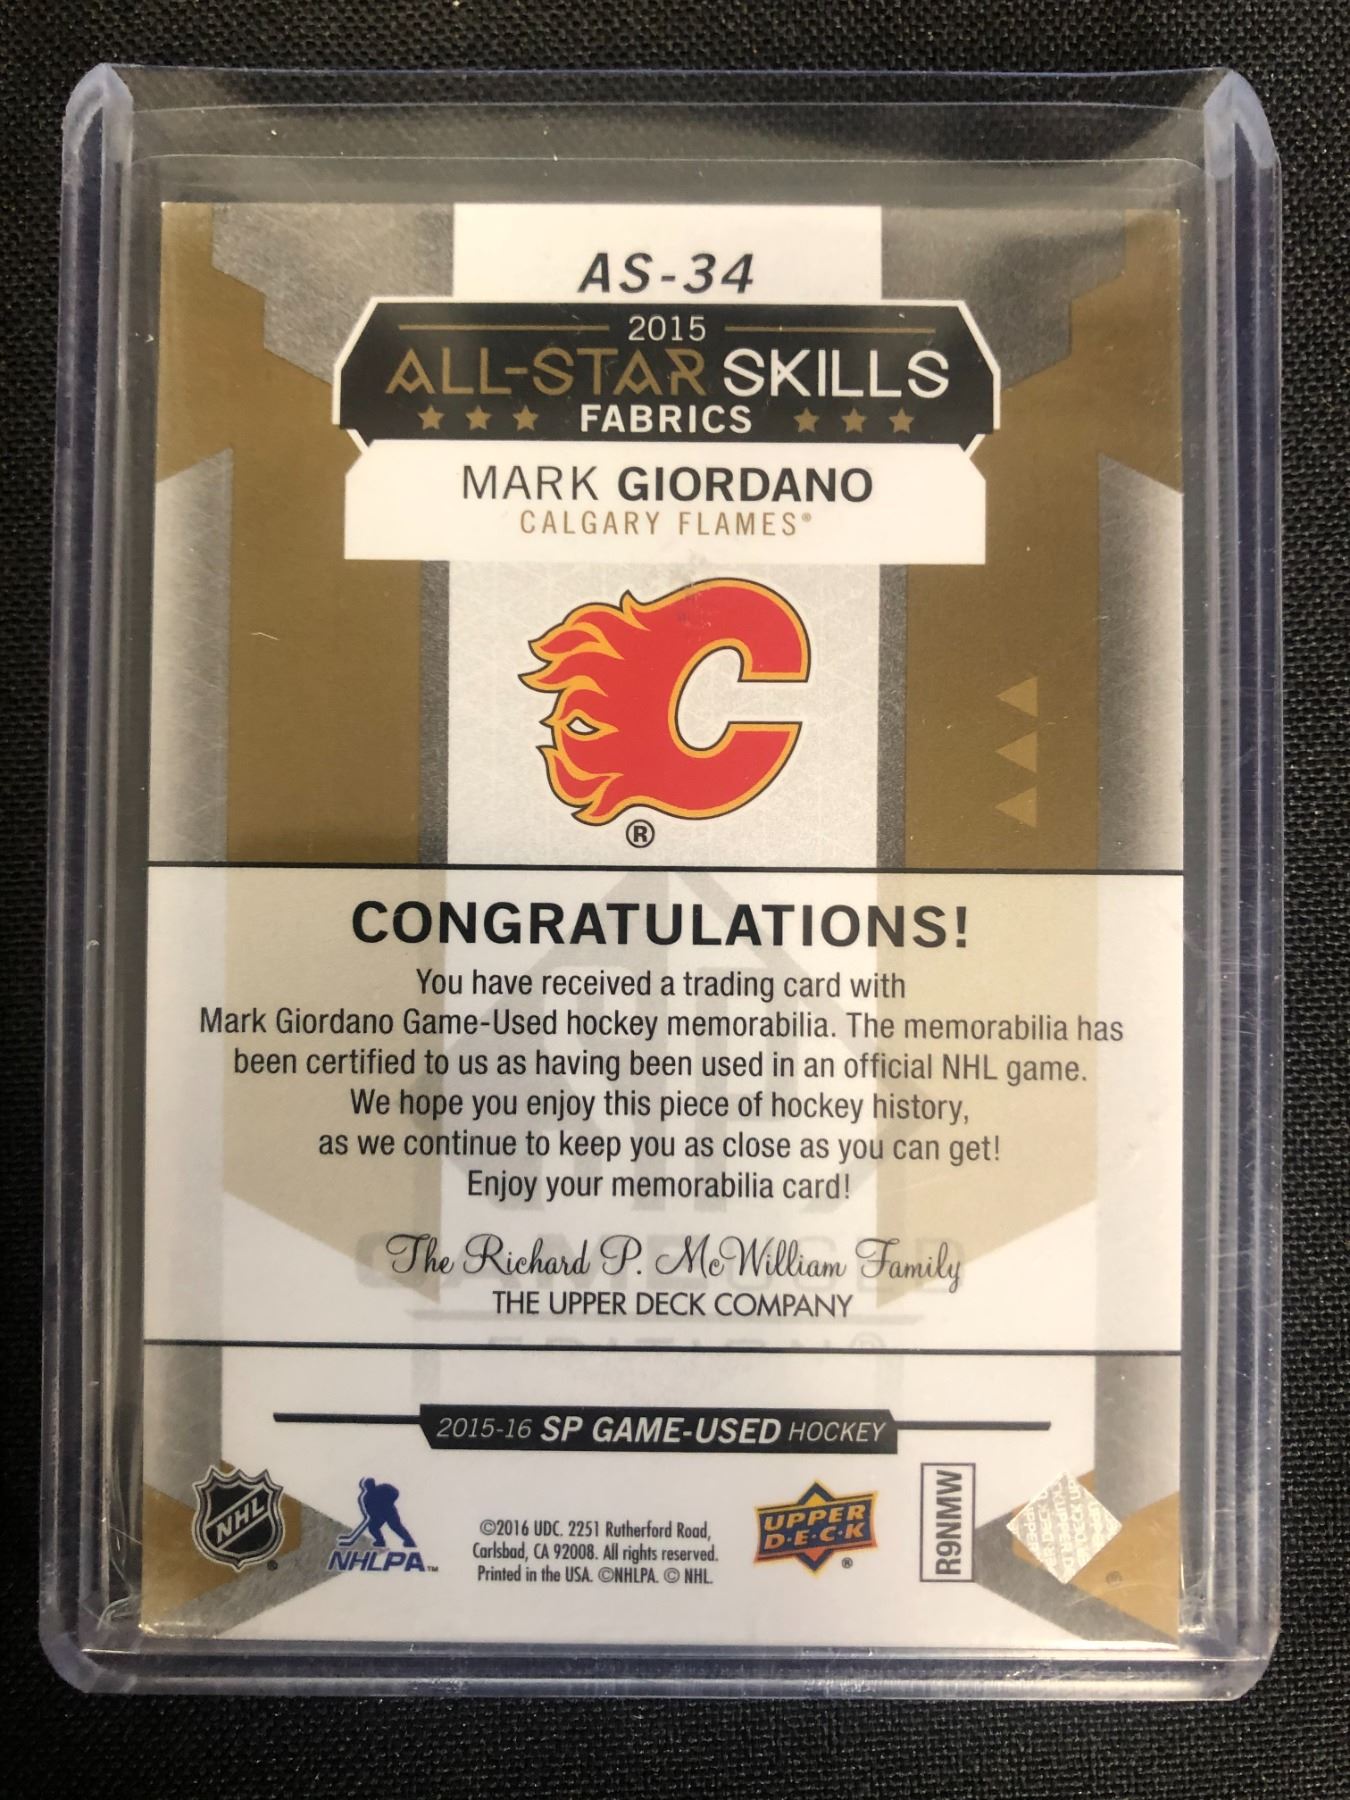 AS-34
2015
ALL-STAR SKILLS
FABRICS
MARK GIORDANO
CALGARY FLAMES®
®
CONGRATULATIONS!
You have received a trading card with
Mark Giordano Game-Used hockey memorabilia. The memorabilia has
been certified to us as having been used in an official NHL game.
We hope you enjoy this piece of hockey history,
as we continue to keep you as close as you can get!
Enjoy your memorabilia card!
The Richard P. McWilliam Family
THE UPPER DECK COMPANY
2015-16 SP GAME-USED HOCKEY
NHL ®
NHLPA™
©2016 UDC. 2251 Rutherford Road,
Carlsbad, CA 92008. All rights reserved.
Printed in the USA. ©NHLPA. © NHL.
UPPER
D·E·C·K
®
R9NMW